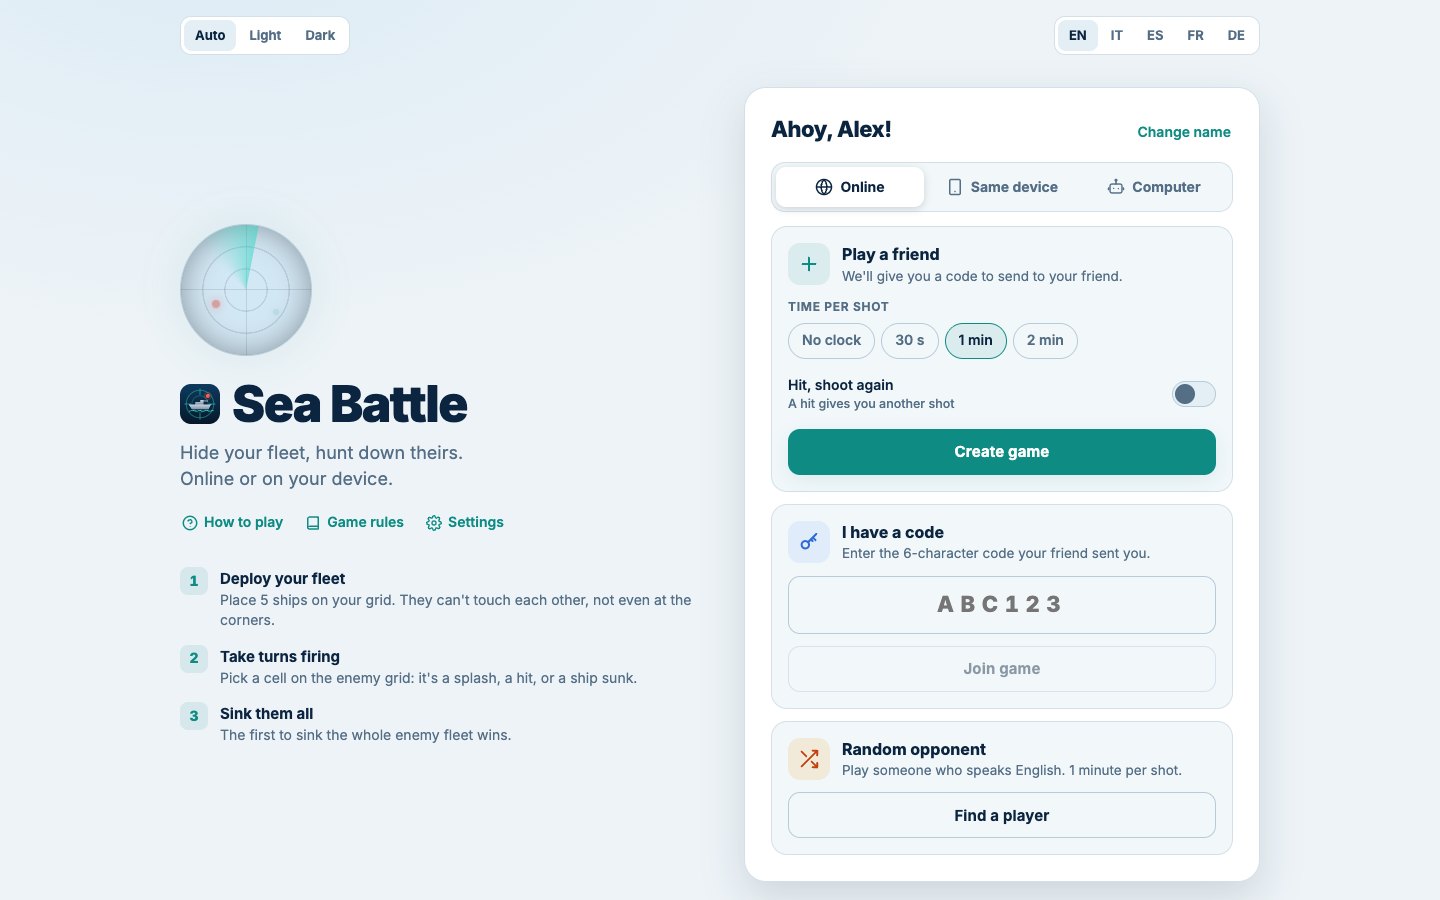 Auto Light Dark
EN IT ES FR DE
Sea Battle
Hide your fleet, hunt down theirs.
Online or on your device.
How to play Game rules Settings
1 Deploy your fleet
Place 5 ships on your grid. They can't touch each other, not even at the
corners.
2 Take turns firing
Pick a cell on the enemy grid: it's a splash, a hit, or a ship sunk.
3 Sink them all
The first to sink the whole enemy fleet wins.
Ahoy, Alex!
Change name
Online Same device Computer
Play a friend
We'll give you a code to send to your friend.
TIME PER SHOT
No clock 30 s 1 min 2 min
Hit, shoot again
A hit gives you another shot
Create game
I have a code
Enter the 6-character code your friend sent you.
ABC123
Join game
Random opponent
Play someone who speaks English. 1 minute per shot.
Find a player